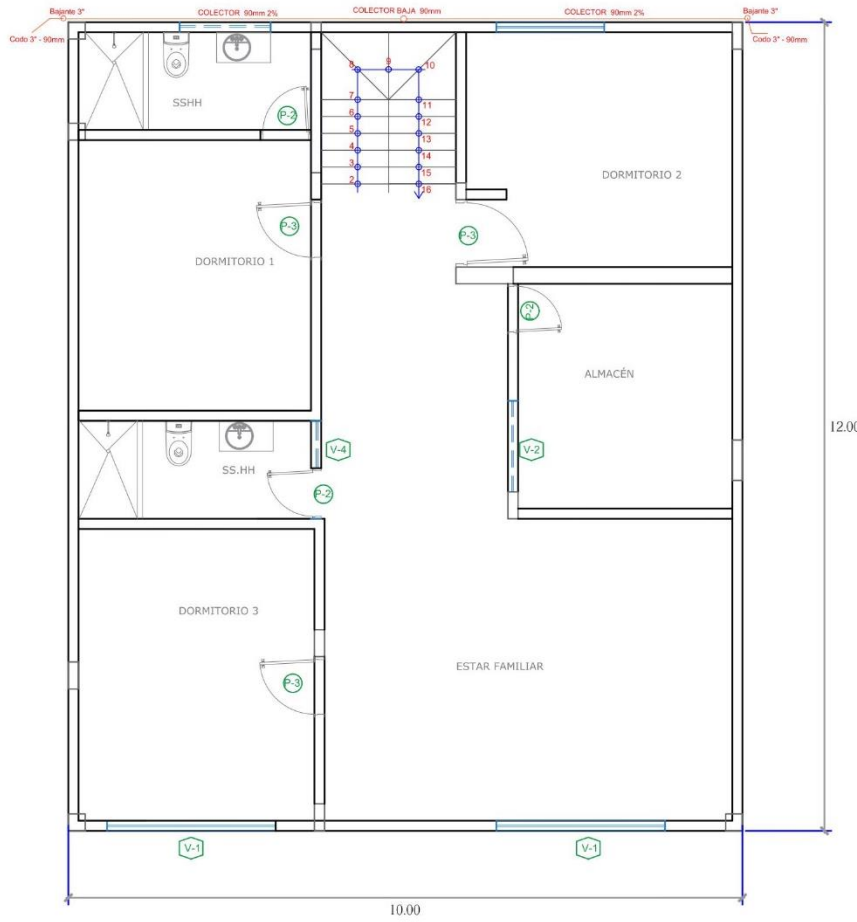 Bajante 3"
COLECTOR 90mm 2%
COLECTOR BAJA 90mm
COLECTOR 90mm 2%
Bajante 3"
Codo 3" - 90mm
Codo 3" - 90mm
SSHH
P-2
8
9
10
7
11
6
12
5
13
4
14
3
15
2
16
DORMITORIO 2
P-3
P-3
DORMITORIO 1
P-2
ALMACÉN
12.00
V-4
V-2
SS.HH
P-2
DORMITORIO 3
ESTAR FAMILIAR
P-3
V-1
V-1
10.00